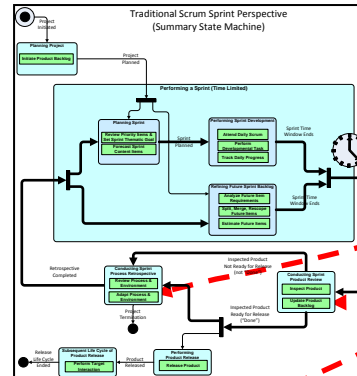 Traditional Scrum Sprint Perspective
(Summary State Machine)
Project
Initiated
Planning Project
Initiate Product Backlog
Project
Planned
Performing a Sprint (Time Limited)
Planning Sprint
Review Priority Items &
Set Sprint Thematic Goal
Forecast Sprint
Content Items
Sprint
Planned
Performing Sprint Development
Attend Daily Scrum
Perform
Developmental Task
Track Daily Progress
Sprint Time
Window Ends
Refining Future Sprint Backlog
Analyze Future Item
Requirements
Split, Merge, Rescope
Future Items
Estimate Future Items
Sprint Time
Window Ends
Retrospective
Completed
Conducting Sprint
Process Retrospective
Review Process &
Environment
Adapt Process &
Environment
Inspected Product
Not Ready for Release
Conducting Sprint
Product Review
Inspect Product
Update Product
Backlog
Inspected Product
Ready for Release
("Done")
Project
Termination
Release
Life Cycle
Ended
Subsequent Life Cycle of
Product Release
Perform Target
Interaction
Product
Released
Performing
Product Release
Release Product